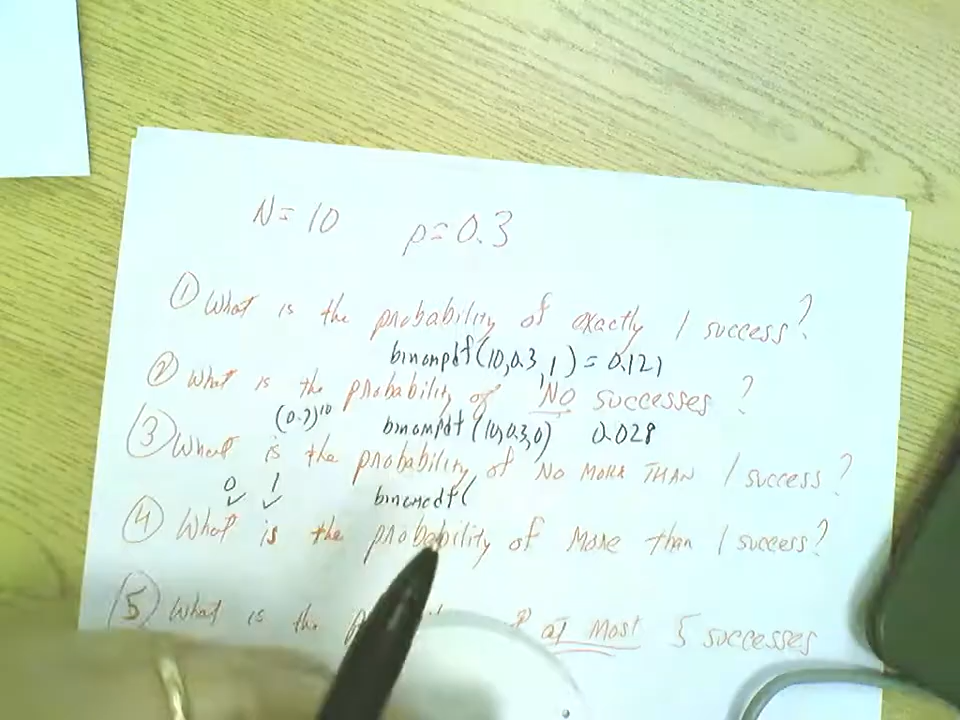 N=10 p=0.3
① What is the probability of exactly 1 success?
binompdf(10,0.3,1)=0.121
② What is the probability of NO successes?
(0.7)¹⁰ binompdf(10,0.3,0) 0.028
③ What is the probability of NO MORE THAN 1 success?
0 1 binomcdf(
④ What is the probability of More than 1 success?
⑤ What is the at Most 5 successes